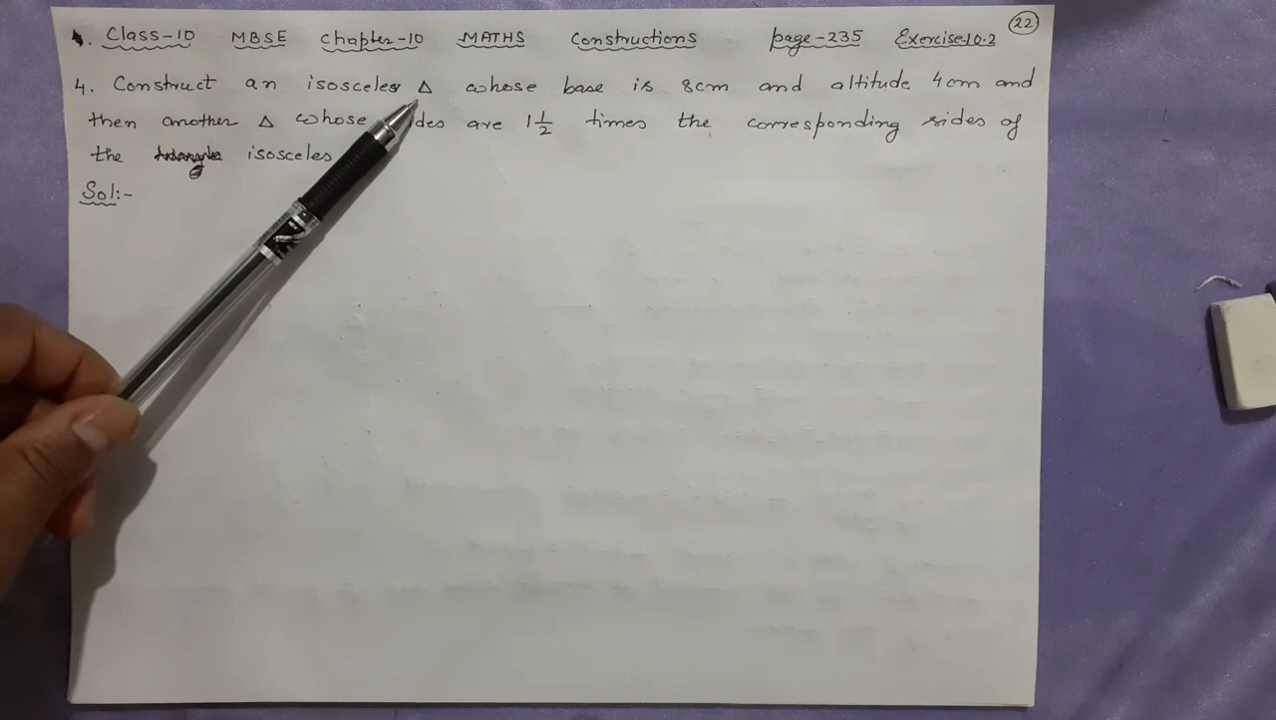 22
Class-10 MBSE Chapter-10 MATHS Constructions page-235 Exercise-10.2
4. Construct an isosceles △ whose base is 8cm and altitude 4cm and
then another △ whose ides are 1 1/2 times the corresponding sides of
the isosceles
Sol:-